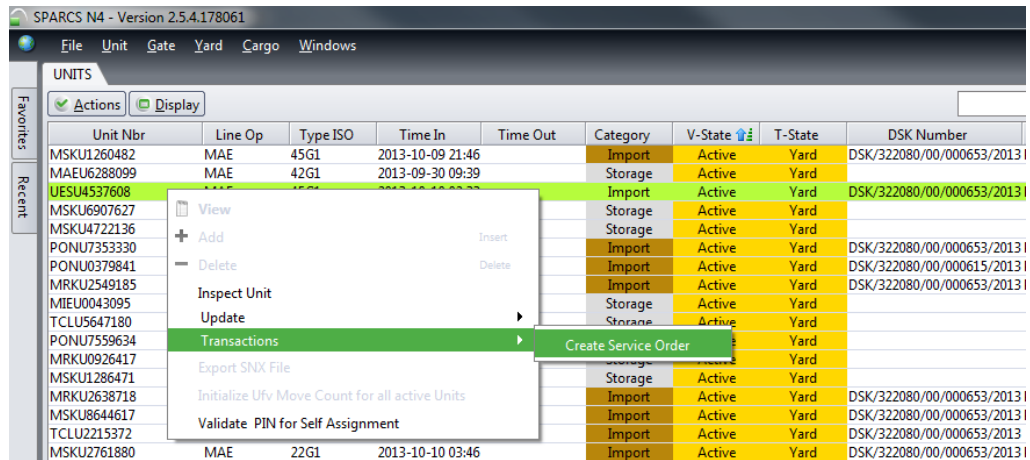 SPARCS N4 - Version 2.5.4.178061
File Unit Gate Yard Cargo Windows
UNITS
Favorites
Recent
Actions Display
Unit Nbr Line Op Type ISO Time In Time Out Category V-State T-State DSK Number
MSKU1260482 MAE 45G1 2013-10-09 21:46 Import Active Yard DSK/322080/00/000653/2013
MAEU6288099 MAE 42G1 2013-09-30 09:39 Storage Active Yard
UESU4537608 Import Active Yard DSK/322080/00/000653/2013
MSKU6907627 View Storage Active Yard
MSKU4722136 Add Insert Storage Active Yard
PONU7353330 Import Active Yard DSK/322080/00/000653/2013
PONU0379841 Delete Delete Import Active Yard DSK/322080/00/000615/2013
MRKU2549185 Inspect Unit Import Active Yard DSK/322080/00/000653/2013
MIEU0043095 Storage Active Yard
TCLU5647180 Update Storage Active Yard
PONU7559634 Transactions Create Service Order Yard
MRKU0926417 Export SNX File Yard
MSKU1286471 Storage Active Yard
MRKU2638718 Initialize Ufv Move Count for all active Units Import Active Yard DSK/322080/00/000653/2013
MSKU8644617 Validate PIN for Self Assignment Import Active Yard DSK/322080/00/000653/2013
TCLU2215372 Import Active Yard DSK/322080/00/000653/2013
MSKU2761880 MAE 22G1 2013-10-10 03:46 Import Active Yard DSK/322080/00/000653/2013